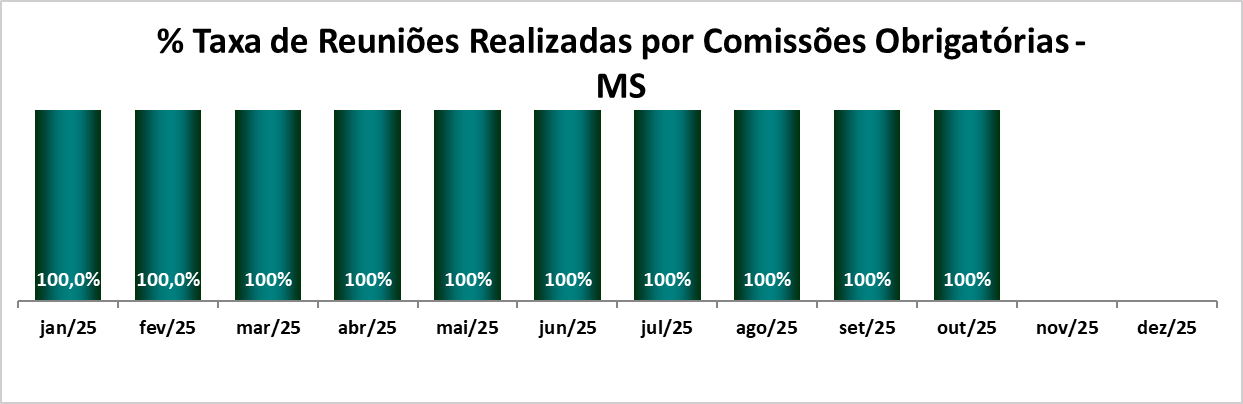 % Taxa de Reuniões Realizadas por Comissões Obrigatórias -
MS
100,0% 100,0% 100% 100% 100% 100% 100% 100% 100% 100%
jan/25 fev/25 mar/25 abr/25 mai/25 jun/25 jul/25 ago/25 set/25 out/25 nov/25 dez/25